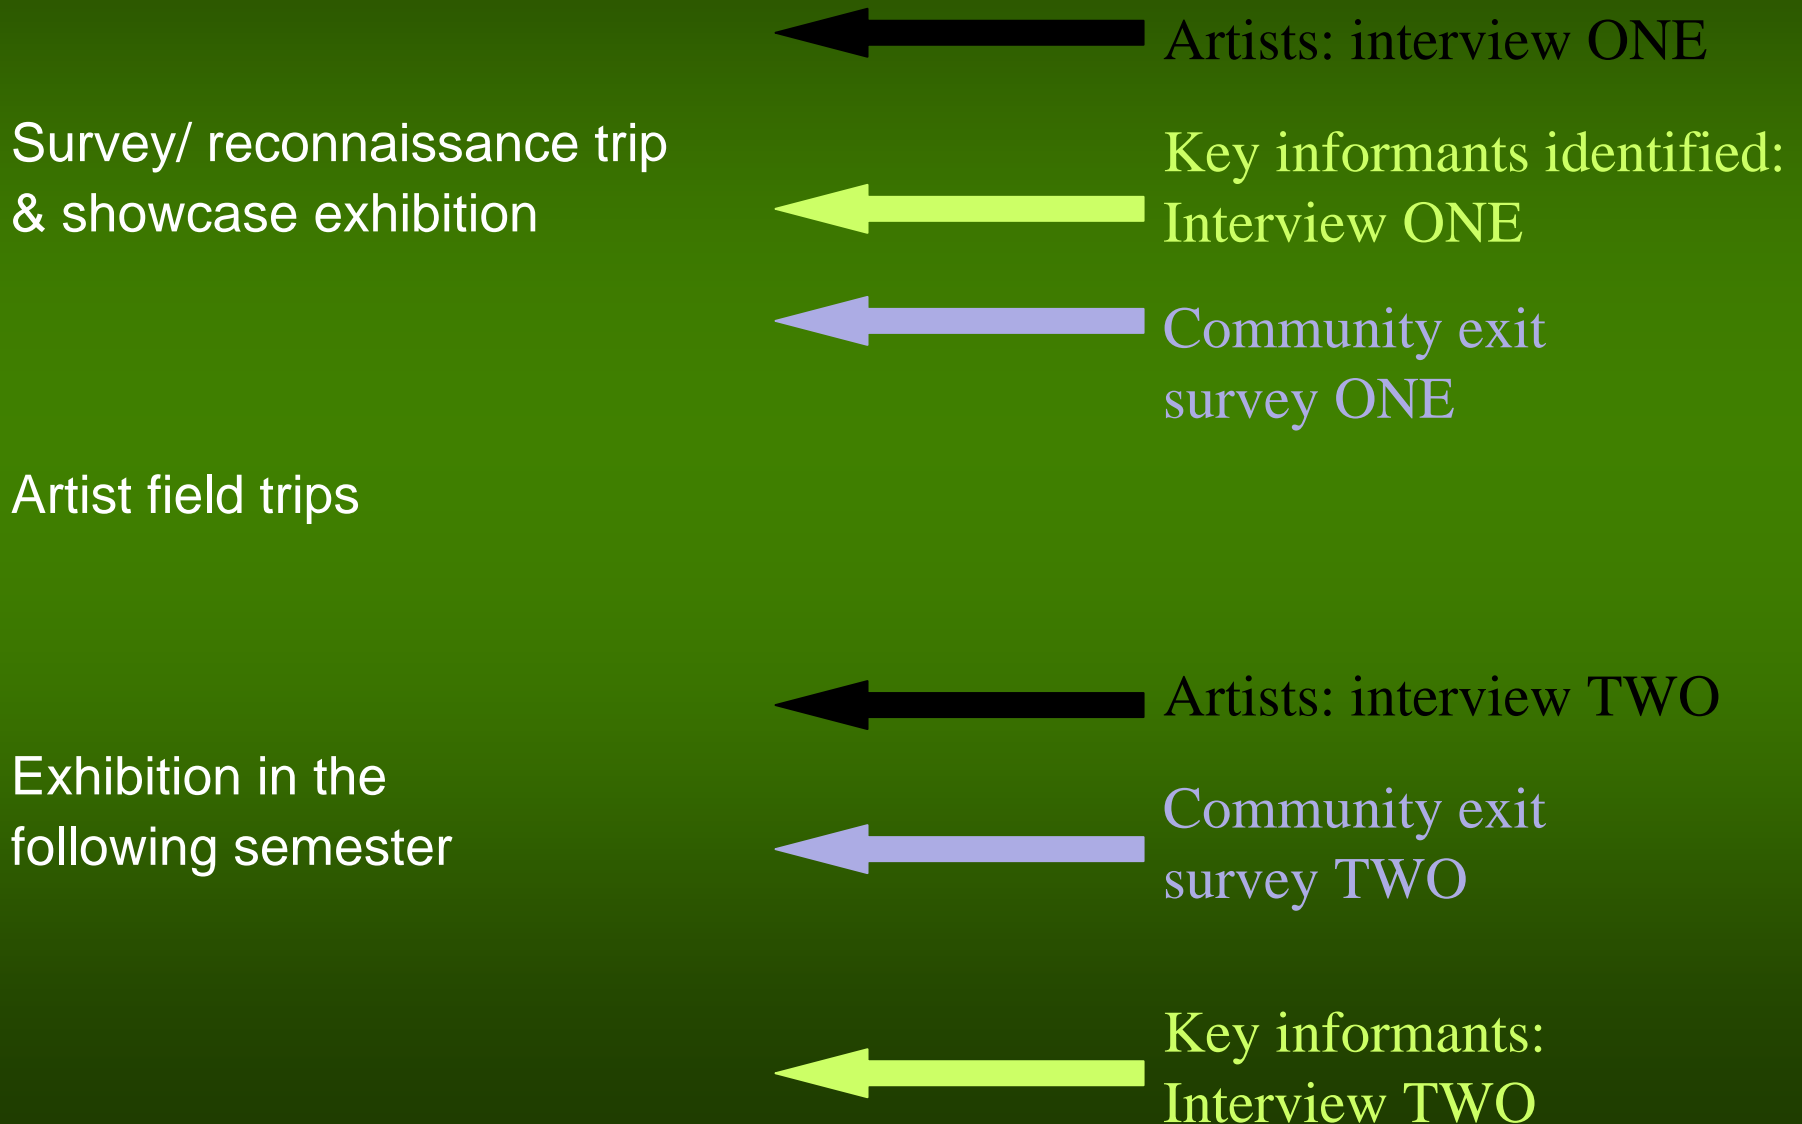 Artists: interview ONE
Survey/ reconnaissance trip
& showcase exhibition
Key informants identified:
Interview ONE
Community exit
survey ONE
Artist field trips
Artists: interview TWO
Exhibition in the
following semester
Community exit
survey TWO
Key informants:
Interview TWO